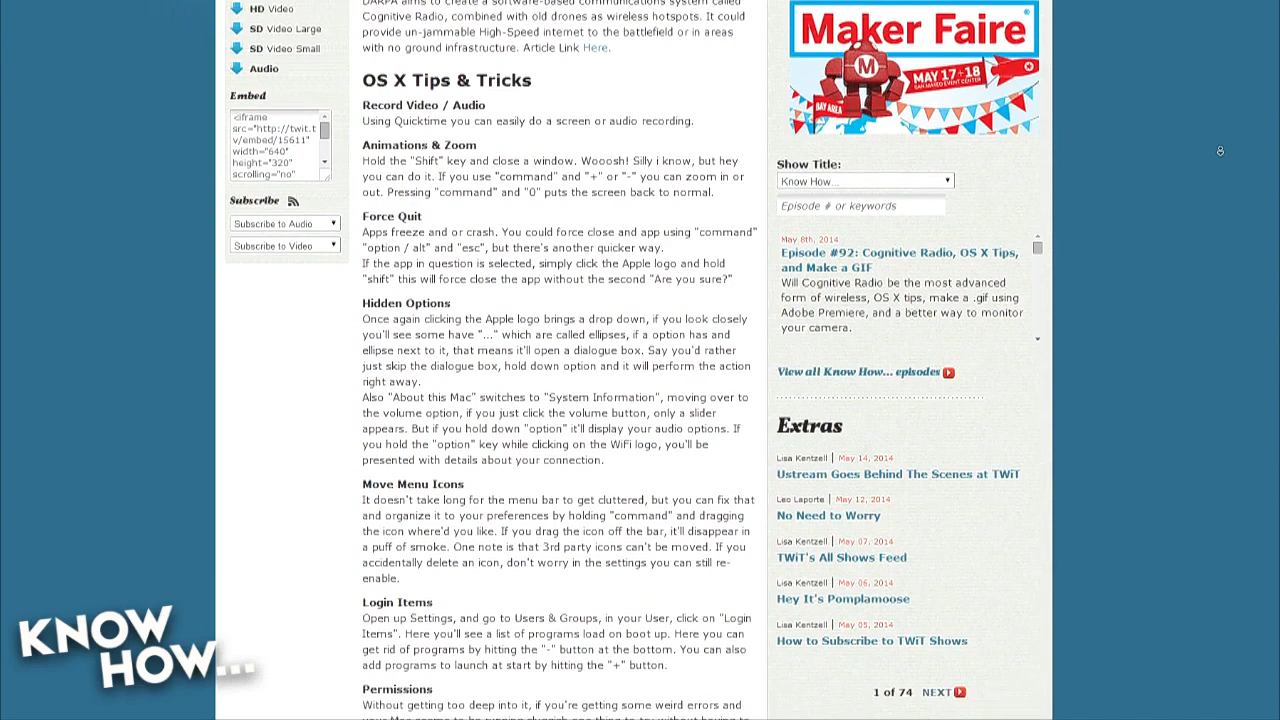 HD Video
SD Video Large
SD Video Small
Audio
Embed
<iframe
src="http://twit.t
v/embed/15611"
width="640"
height="320"
scrolling="no"
Subscribe
Subscribe to Audio
Subscribe to Video
DARPA aims to create a software-based communications system called
Cognitive Radio, combined with old drones as wireless hotspots. It could
provide un-jammable High-Speed internet to the battlefield or in areas
with no ground infrastructure. Article Link Here.
OS X Tips & Tricks
Record Video / Audio
Using Quicktime you can easily do a screen or audio recording.
Animations & Zoom
Hold the "Shift" key and close a window. Wooosh! Silly i know, but hey
you can do it. If you use "command" and "+" or "-" you can zoom in or
out. Pressing "command" and "0" puts the screen back to normal.
Force Quit
Apps freeze and or crash. You could force close and app using "command"
"option / alt" and "esc", but there's another quicker way.
If the app in question is selected, simply click the Apple logo and hold
"shift" this will force close the app without the second "Are you sure?"
Hidden Options
Once again clicking the Apple logo brings a drop down, if you look closely
you'll see some have "..." which are called ellipses, if a option has and
ellipse next to it, that means it'll open a dialogue box. Say you'd rather
just skip the dialogue box, hold down option and it will perform the action
right away.
Also "About this Mac" switches to "System Information", moving over to
the volume option, if you just click the volume button, only a slider
appears. But if you hold down "option" it'll display your audio options. If
you hold the "option" key while clicking on the WiFi logo, you'll be
presented with details about your connection.
Move Menu Icons
It doesn't take long for the menu bar to get cluttered, but you can fix that
and organize it to your preferences by holding "command" and dragging
the icon where'd you like. If you drag the icon off the bar, it'll disappear in
a puff of smoke. One note is that 3rd party icons can't be moved. If you
accidentally delete an icon, don't worry in the settings you can still re-
enable.
Login Items
Open up Settings, and go to Users & Groups, in your User, click on "Login
Items". Here you'll see a list of programs load on boot up. Here you can
get rid of programs by hitting the "-" button at the bottom. You can also
add programs to launch at start by hitting the "+" button.
Permissions
Without getting too deep into it, if you're getting some weird errors and
Maker Faire®
M
MAY 17+18
SAN MATEO EVENT CENTER
BAY AREA
Show Title:
Know How...
Episode # or keywords
May 8th, 2014
Episode #92: Cognitive Radio, OS X Tips,
and Make a GIF
Will Cognitive Radio be the most advanced
form of wireless, OS X tips, make a .gif using
Adobe Premiere, and a better way to monitor
your camera.
View all Know How... episodes
Extras
Lisa Kentzell | May 14, 2014
Ustream Goes Behind The Scenes at TWiT
Leo Laporte | May 12, 2014
No Need to Worry
Lisa Kentzell | May 07, 2014
TWiT's All Shows Feed
Lisa Kentzell | May 06, 2014
Hey It's Pomplamoose
Lisa Kentzell | May 05, 2014
How to Subscribe to TWiT Shows
1 of 74 NEXT
KNOW
HOW...